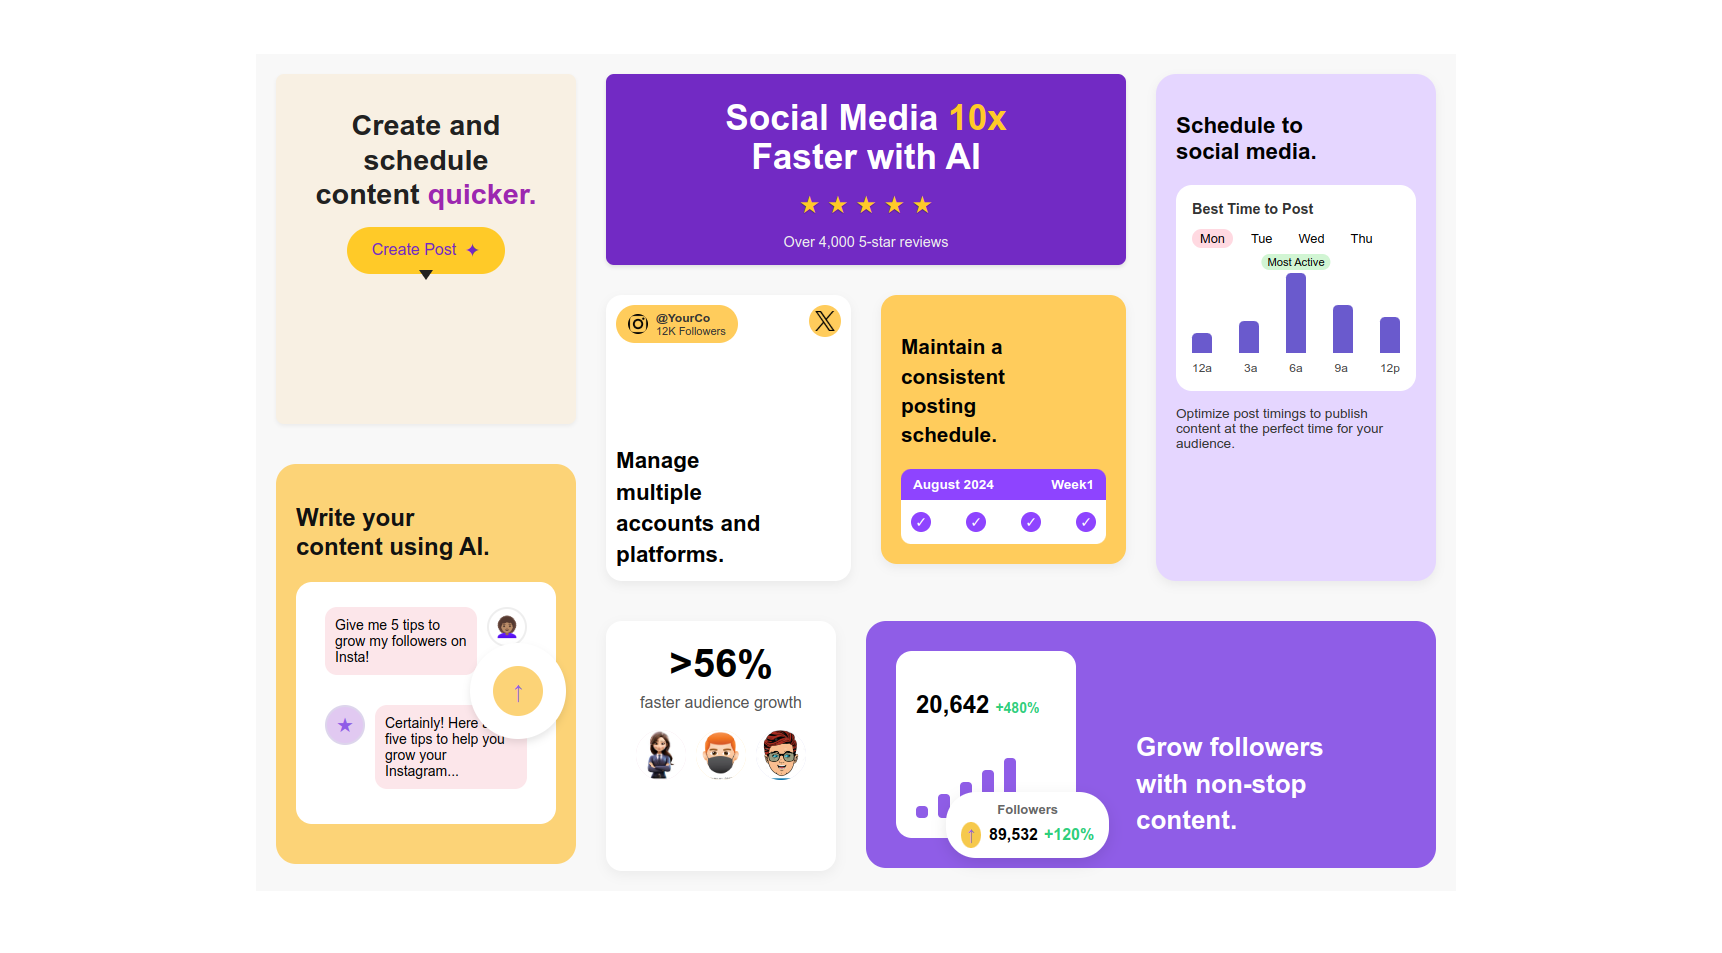 Create and
schedule
content quicker.
Create Post
Social Media 10x
Faster with AI
Over 4,000 5-star reviews
Schedule to
social media.
Best Time to Post
Mon Tue Wed Thu
Most Active
12a 3a 6a 9a 12p
Optimize post timings to publish
content at the perfect time for your
audience.
@YourCo
12K Followers
Manage
multiple
accounts and
platforms.
Maintain a
consistent
posting
schedule.
August 2024 Week1
Write your
content using AI.
Give me 5 tips to
grow my followers on
Insta!
Certainly! Here
five tips to help you
grow your
Instagram...
>56%
faster audience growth
20,642 +480%
Followers
89,532 +120%
Grow followers
with non-stop
content.